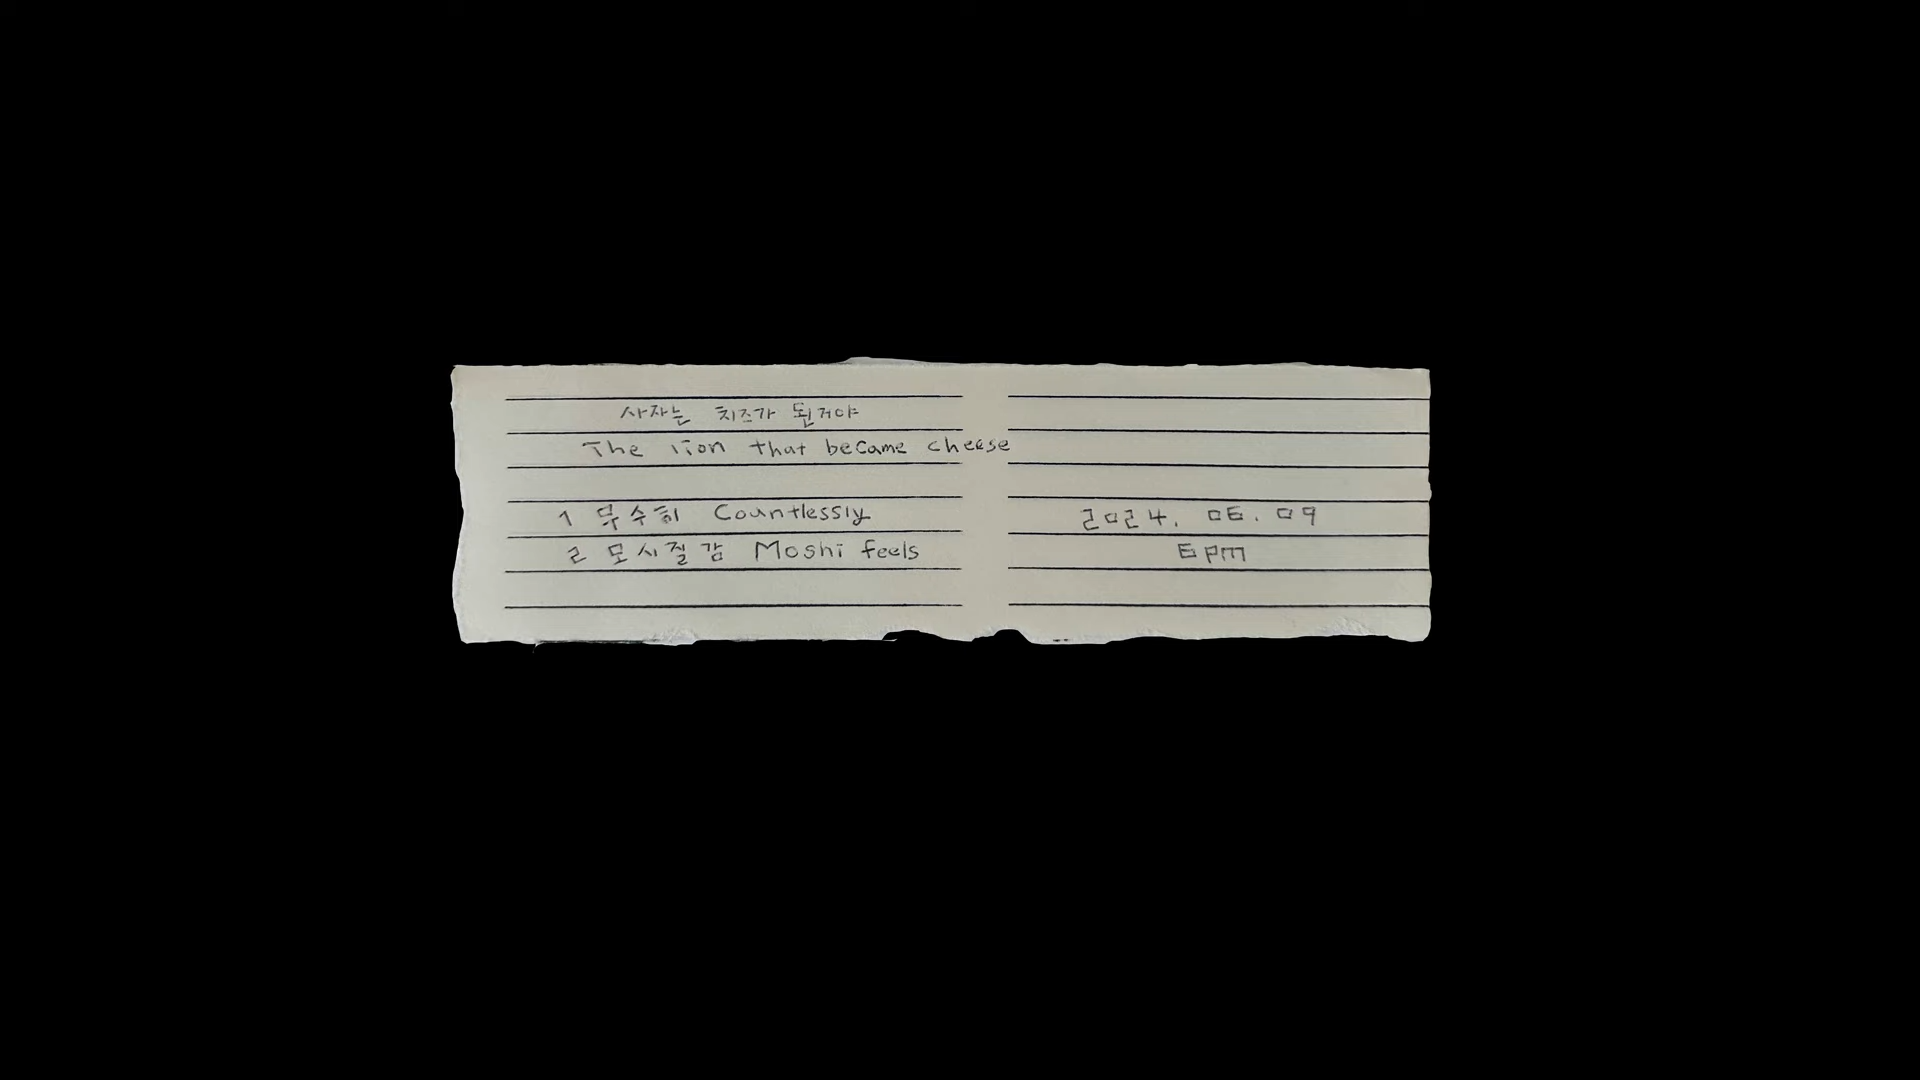 사자는 치즈가 된거야
The lion that became cheese
1 무수히 Countlessly
2 모시질감 Moshi feels
2024. 06. 09
6pm